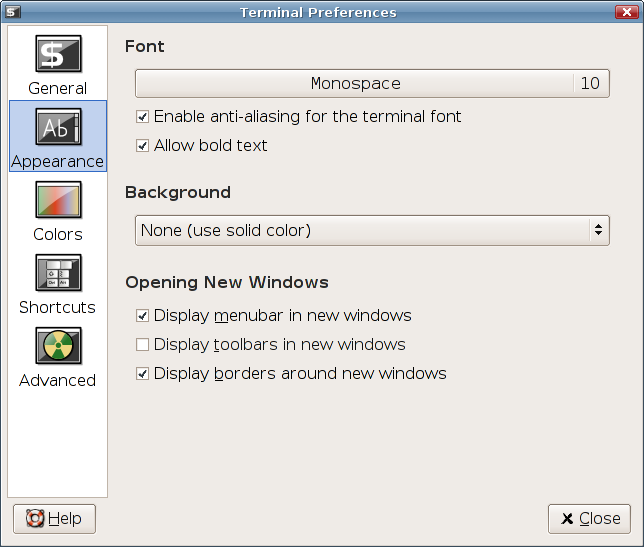 Terminal Preferences
General
Appearance
Colors
Shortcuts
Advanced
Font
Monospace 10
Enable anti-aliasing for the terminal font
Allow bold text
Background
None (use solid color)
Opening New Windows
Display menubar in new windows
Display toolbars in new windows
Display borders around new windows
Help
Close